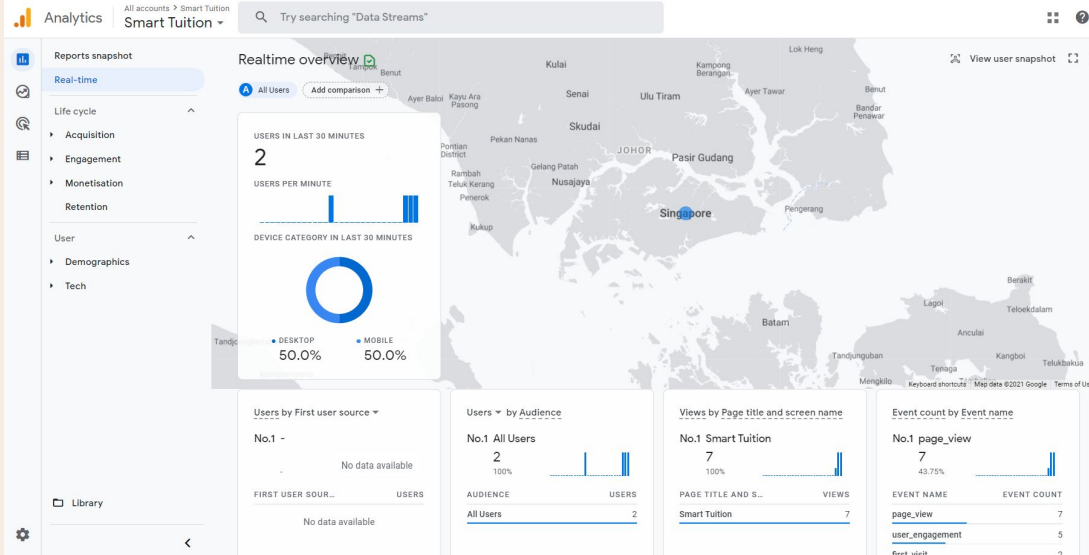 Analytics
All accounts > Smart Tuition
Smart Tuition
Try searching "Data Streams"
Reports snapshot
Real-time
Life cycle
Acquisition
Engagement
Monetisation
Retention
User
Demographics
Tech
Library
Realtime overview
View user snapshot
A All Users
Add comparison +
USERS IN LAST 30 MINUTES
2
USERS PER MINUTE
DEVICE CATEGORY IN LAST 30 MINUTES
DESKTOP
50.0%
MOBILE
50.0%
Benut
Ayer Baloi
Kayu Ara
Pasong
Kulai
Senai
Skudai
Ulu Tiram
Kampong
Berangan
Lok Heng
Ayer Tawar
Benut
Bandar
Penawar
Pekan Nanas
Pontian
District
JOHOR
Pasir Gudang
Gelang Patah
Nusajaya
Rambah
Teluk Kerang
Penerok
Kukup
Singapore
Pengerang
Batam
Berakit
Lagoi
Teloekdalam
Anculai
Tandjunguban
Kangboi
Tenaga
Telukbakua
Mengkilo
Keyboard shortcuts
Map data ©2021 Google
Terms of Us
Users by First user source
No.1 -
-
No data available
FIRST USER SOUR...
USERS
No data available
Users by Audience
No.1 All Users
2
100%
AUDIENCE
USERS
All Users
2
Views by Page title and screen name
No.1 Smart Tuition
7
100%
PAGE TITLE AND S...
VIEWS
Smart Tuition
7
Event count by Event name
No.1 page_view
7
43.75%
EVENT NAME
EVENT COUNT
page_view
7
user_engagement
5
first_visit
2